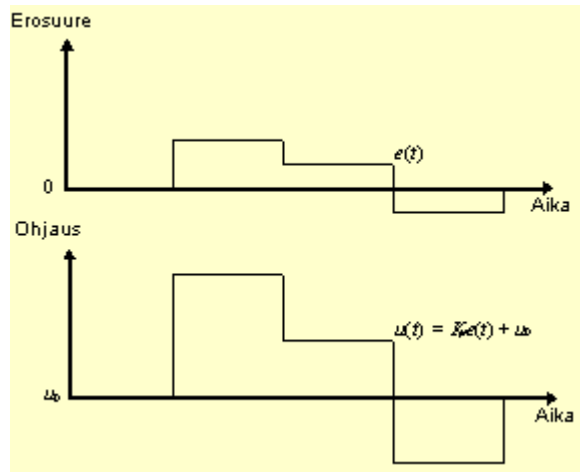 Erosuure
e(t)
0
Aika
Ohjaus
u(t) = Kₚe(t) + u₀
u₀
Aika